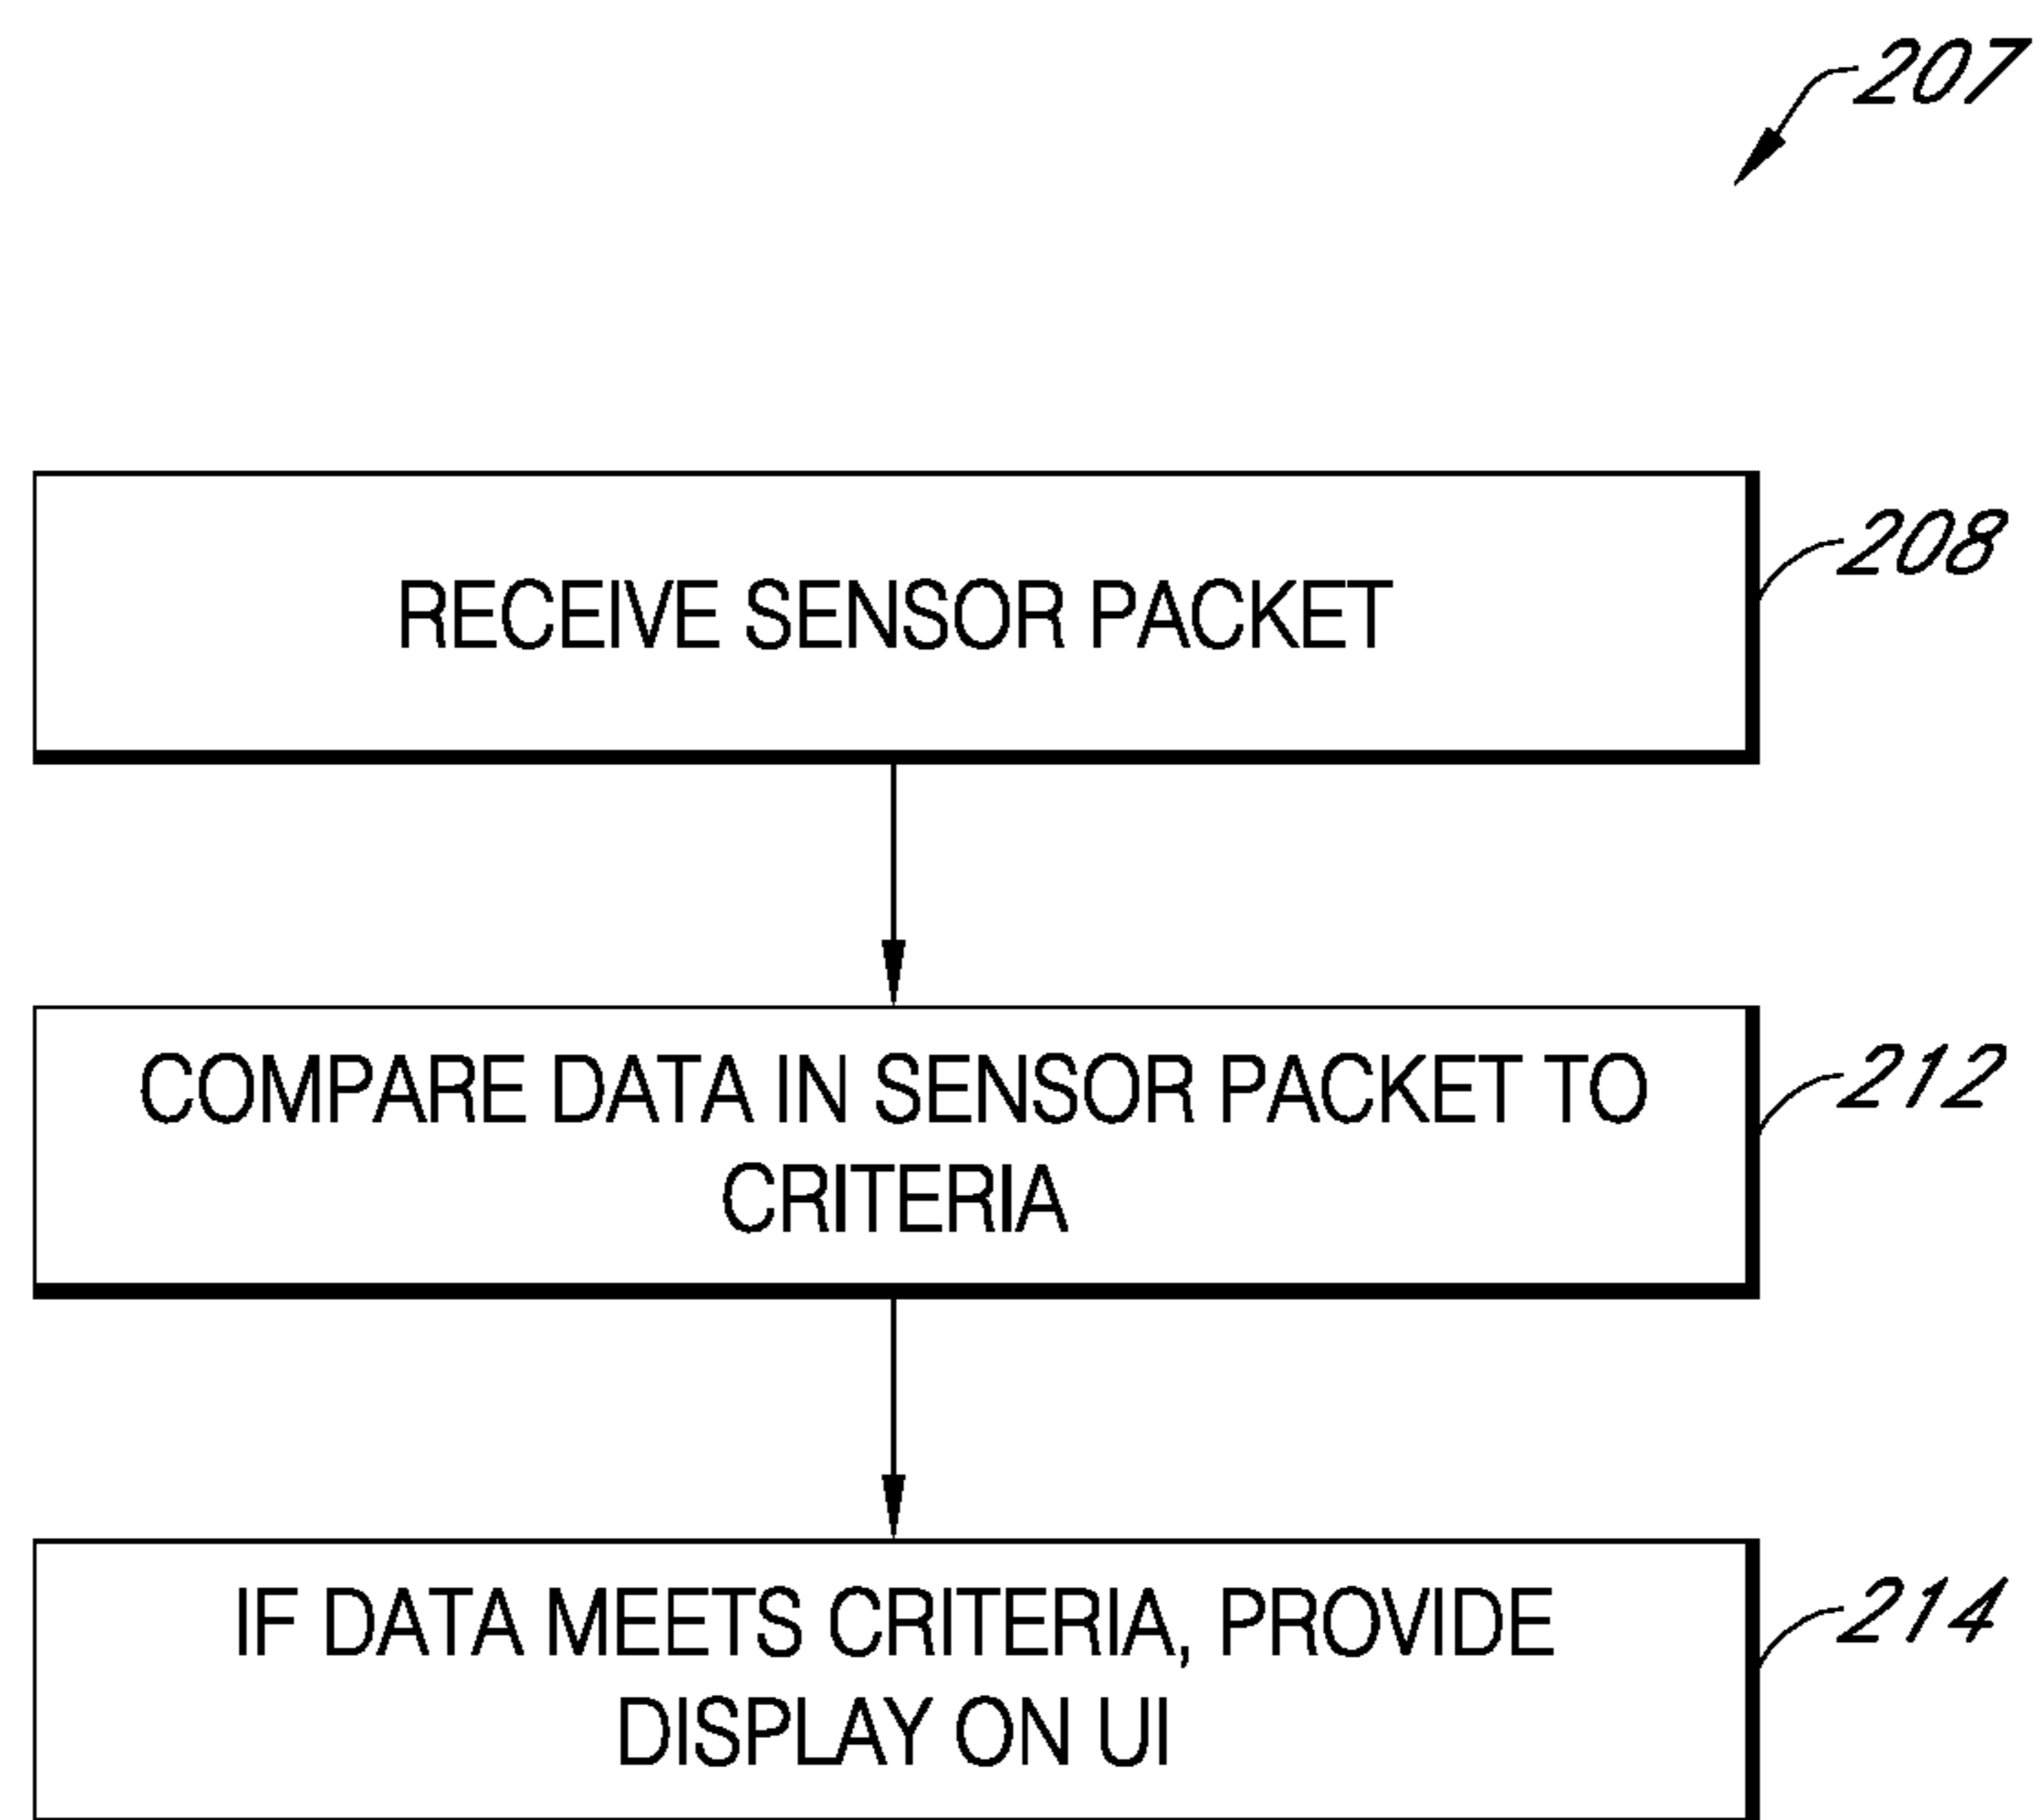 207
RECEIVE SENSOR PACKET
208
COMPARE DATA IN SENSOR PACKET TO
CRITERIA
212
IF DATA MEETS CRITERIA, PROVIDE
DISPLAY ON UI
214